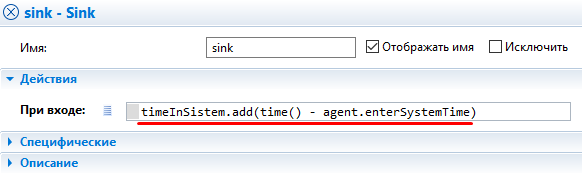 sink - Sink
Имя: sink Отображать имя Исключить
Действия
При входе: timeInSistem.add(time() - agent.enterSystemTime)
Специфические
Описание